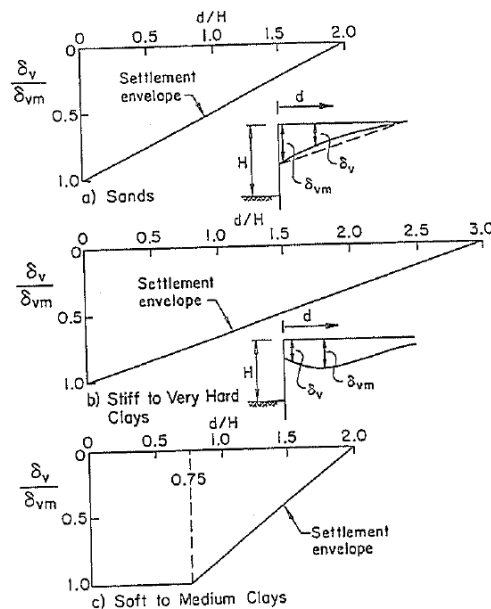 d/H
0 0.5 1.0 1.5 2.0
0
δv
δvm
0.5
1.0
Settlement
envelope
d
H
δv
δvm
a) Sands
d/H
0 0.5 1.0 1.5 2.0 2.5 3.0
0
δv
δvm
0.5
1.0
Settlement
envelope
d
H
δv
δvm
b) Stiff to Very Hard
Clays
d/H
0 0.5 1.0 1.5 2.0
0
0.75
δv
δvm
0.5
1.0
Settlement
envelope
c) Soft to Medium Clays